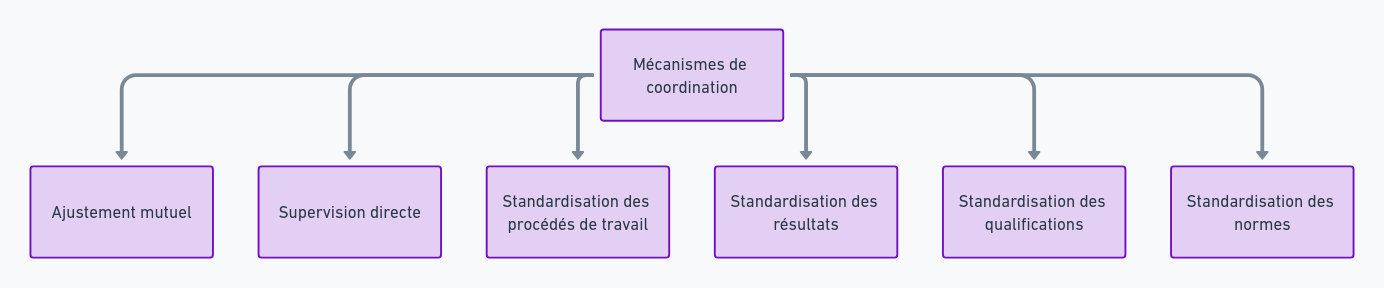 Mécanismes de
coordination
Ajustement mutuel
Supervision directe
Standardisation des
procédés de travail
Standardisation des
résultats
Standardisation des
qualifications
Standardisation des
normes